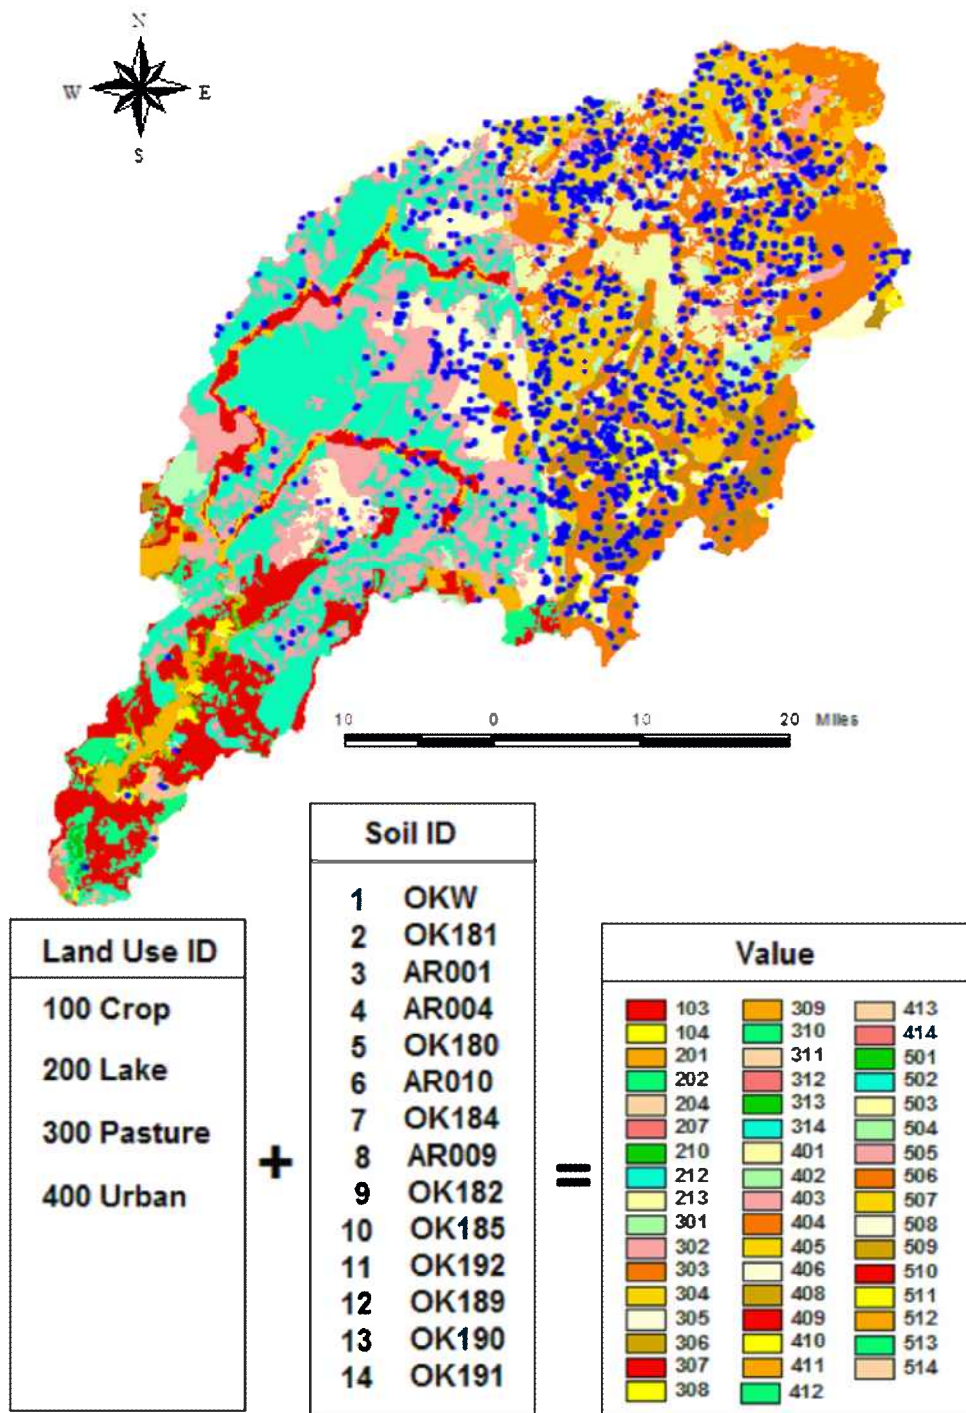 N
W E
S
10 0 10 20 Miles
Soil ID
1 OKW
2 OK181
3 AR001
4 AR004
5 OK180
6 AR010
7 OK184
8 AR009
9 OK182
10 OK185
11 OK192
12 OK189
13 OK190
14 OK191
Land Use ID
100 Crop
200 Lake
300 Pasture
400 Urban
+
=
Value
103 309 413
104 310 414
201 311 501
202 312 502
204 313 503
207 314 504
210 401 505
212 402 506
213 403 507
301 404 508
302 405 509
303 406 510
304 408 511
305 409 512
306 410 513
307 411 514
308 412